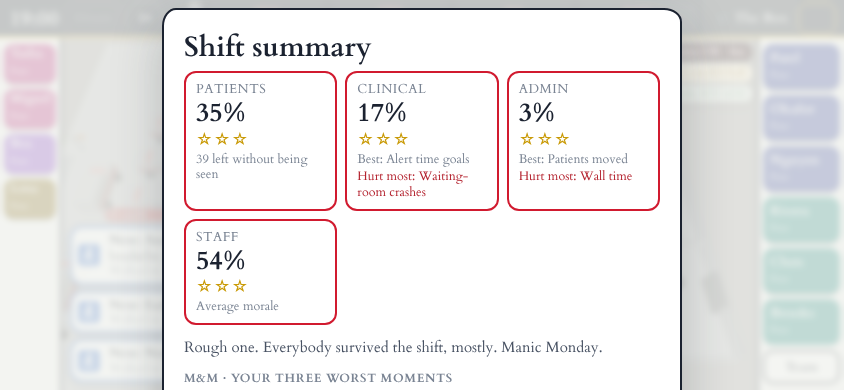 Shift summary
PATIENTS
35%
39 left without being
seen
CLINICAL
17%
Best: Alert time goals
Hurt most: Waiting-
room crashes
ADMIN
3%
Best: Patients moved
Hurt most: Wall time
STAFF
54%
Average morale
Rough one. Everybody survived the shift, mostly. Manic Monday.
M&M · YOUR THREE WORST MOMENTS